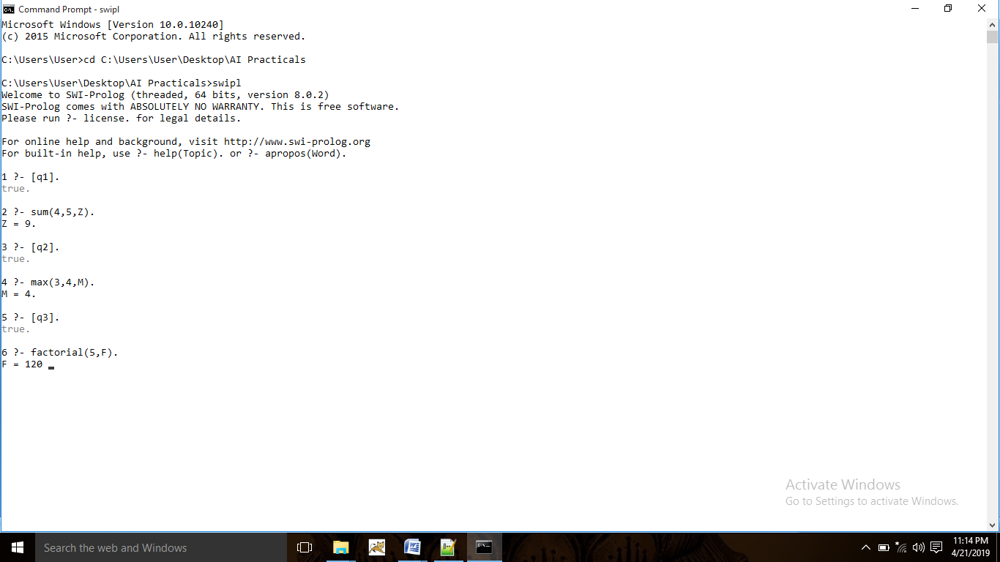 Command Prompt - swipl
Microsoft Windows [Version 10.0.10240]
(c) 2015 Microsoft Corporation. All rights reserved.
C:\Users\User>cd C:\Users\User\Desktop\AI Practicals
C:\Users\User\Desktop\AI Practicals>swipl
Welcome to SWI-Prolog (threaded, 64 bits, version 8.0.2)
SWI-Prolog comes with ABSOLUTELY NO WARRANTY. This is free software.
Please run ?- license. for legal details.
For online help and background, visit http://www.swi-prolog.org
For built-in help, use ?- help(Topic). or ?- apropos(Word).
1 ?- [q1].
true.
2 ?- sum(4,5,Z).
Z = 9.
3 ?- [q2].
true.
4 ?- max(3,4,M).
M = 4.
5 ?- [q3].
true.
6 ?- factorial(5,F).
F = 120
Activate Windows
Go to Settings to activate Windows.
Search the web and Windows
11:14 PM
4/21/2019